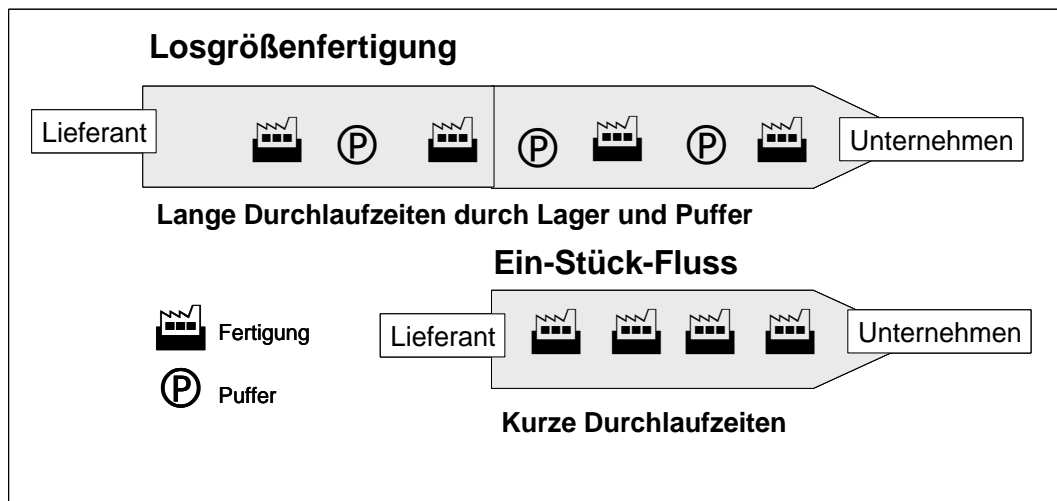 Losgrößenfertigung
Lieferant
P
P
P
Unternehmen
Lange Durchlaufzeiten durch Lager und Puffer
Ein-Stück-Fluss
Lieferant
Unternehmen
Fertigung
P
Puffer
Kurze Durchlaufzeiten